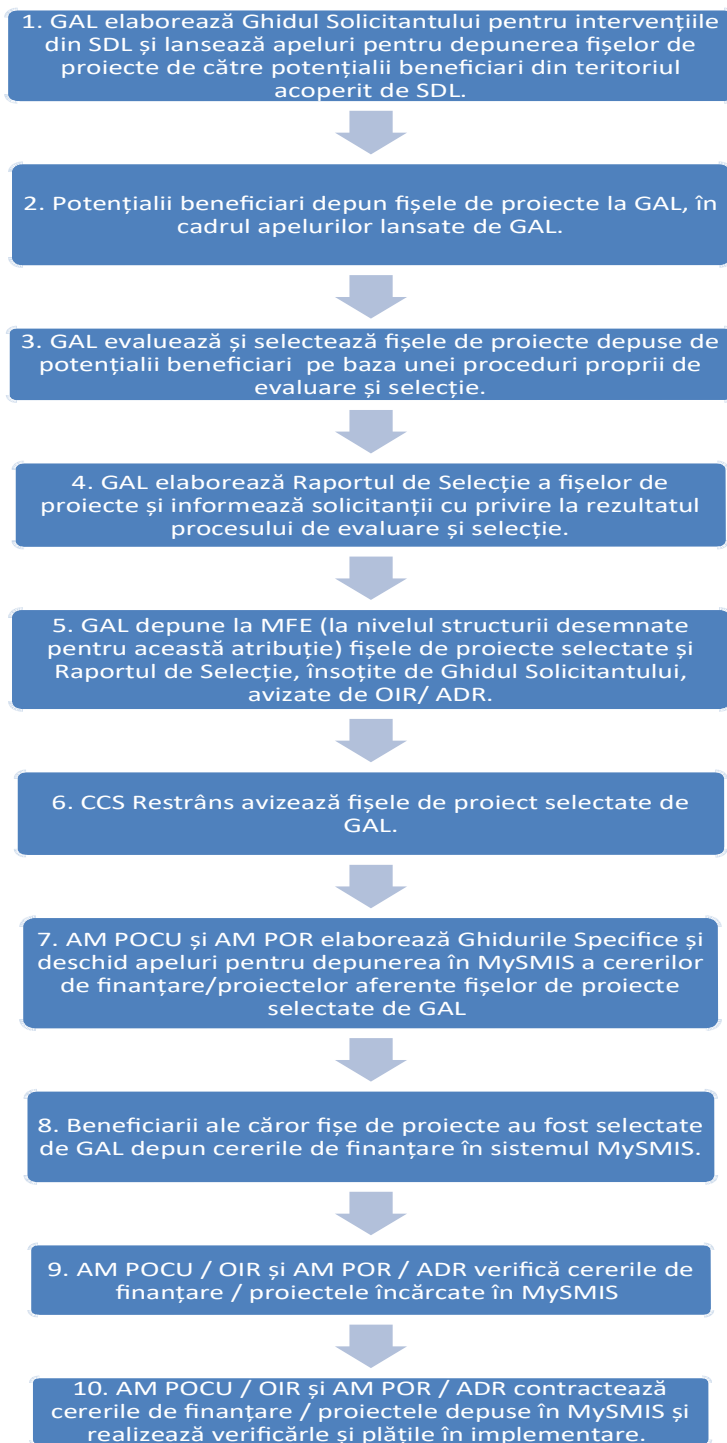 1. GAL elaborează Ghidul Solicitantului pentru intervențiile
din SDL și lansează apeluri pentru depunerea fișelor de
proiecte de către potențialii beneficiari din teritoriul
acoperit de SDL.
2. Potențialii beneficiari depun fișele de proiecte la GAL, în
cadrul apelurilor lansate de GAL.
3. GAL evaluează și selectează fișele de proiecte depuse de
potențialii beneficiari pe baza unei proceduri proprii de
evaluare și selecție.
4. GAL elaborează Raportul de Selecție a fișelor de
proiecte și informează solicitanții cu privire la rezultatul
procesului de evaluare și selecție.
5. GAL depune la MFE (la nivelul structurii desemnate
pentru această atribuție) fișele de proiecte selectate și
Raportul de Selecție, însoțite de Ghidul Solicitantului,
avizate de OIR/ ADR.
6. CCS Restrâns avizează fișele de proiect selectate de
GAL.
7. AM POCU și AM POR elaborează Ghidurile Specifice și
deschid apeluri pentru depunerea în MySMIS a cererilor
de finanțare/proiectelor aferente fișelor de proiecte
selectate de GAL
8. Beneficiarii ale căror fișe de proiecte au fost selectate
de GAL depun cererile de finanțare în sistemul MySMIS.
9. AM POCU / OIR și AM POR / ADR verifică cererile de
finanțare / proiectele încărcate în MySMIS
10. AM POCU / OIR și AM POR / ADR contractează
cererile de finanțare / proiectele depuse în MySMIS și
realizează verificărle și plățile în implementare.